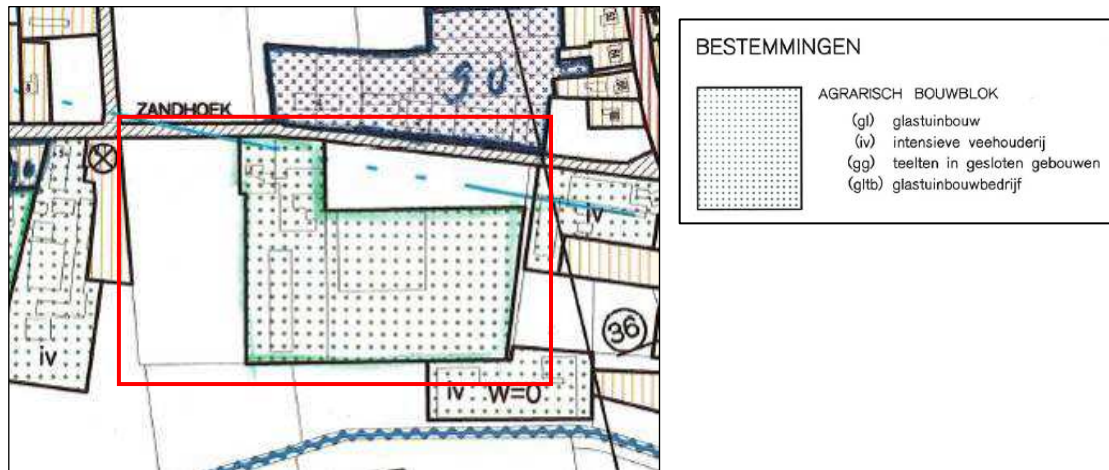 ZANDHOEK
iv
iv
36
iv
W=0
BESTEMMINGEN
AGRARISCH BOUWBLOK
(gl) glastuinbouw
(iv) intensieve veehouderij
(gg) teelten in gesloten gebouwen
(gltb) glastuinbouwbedrijf